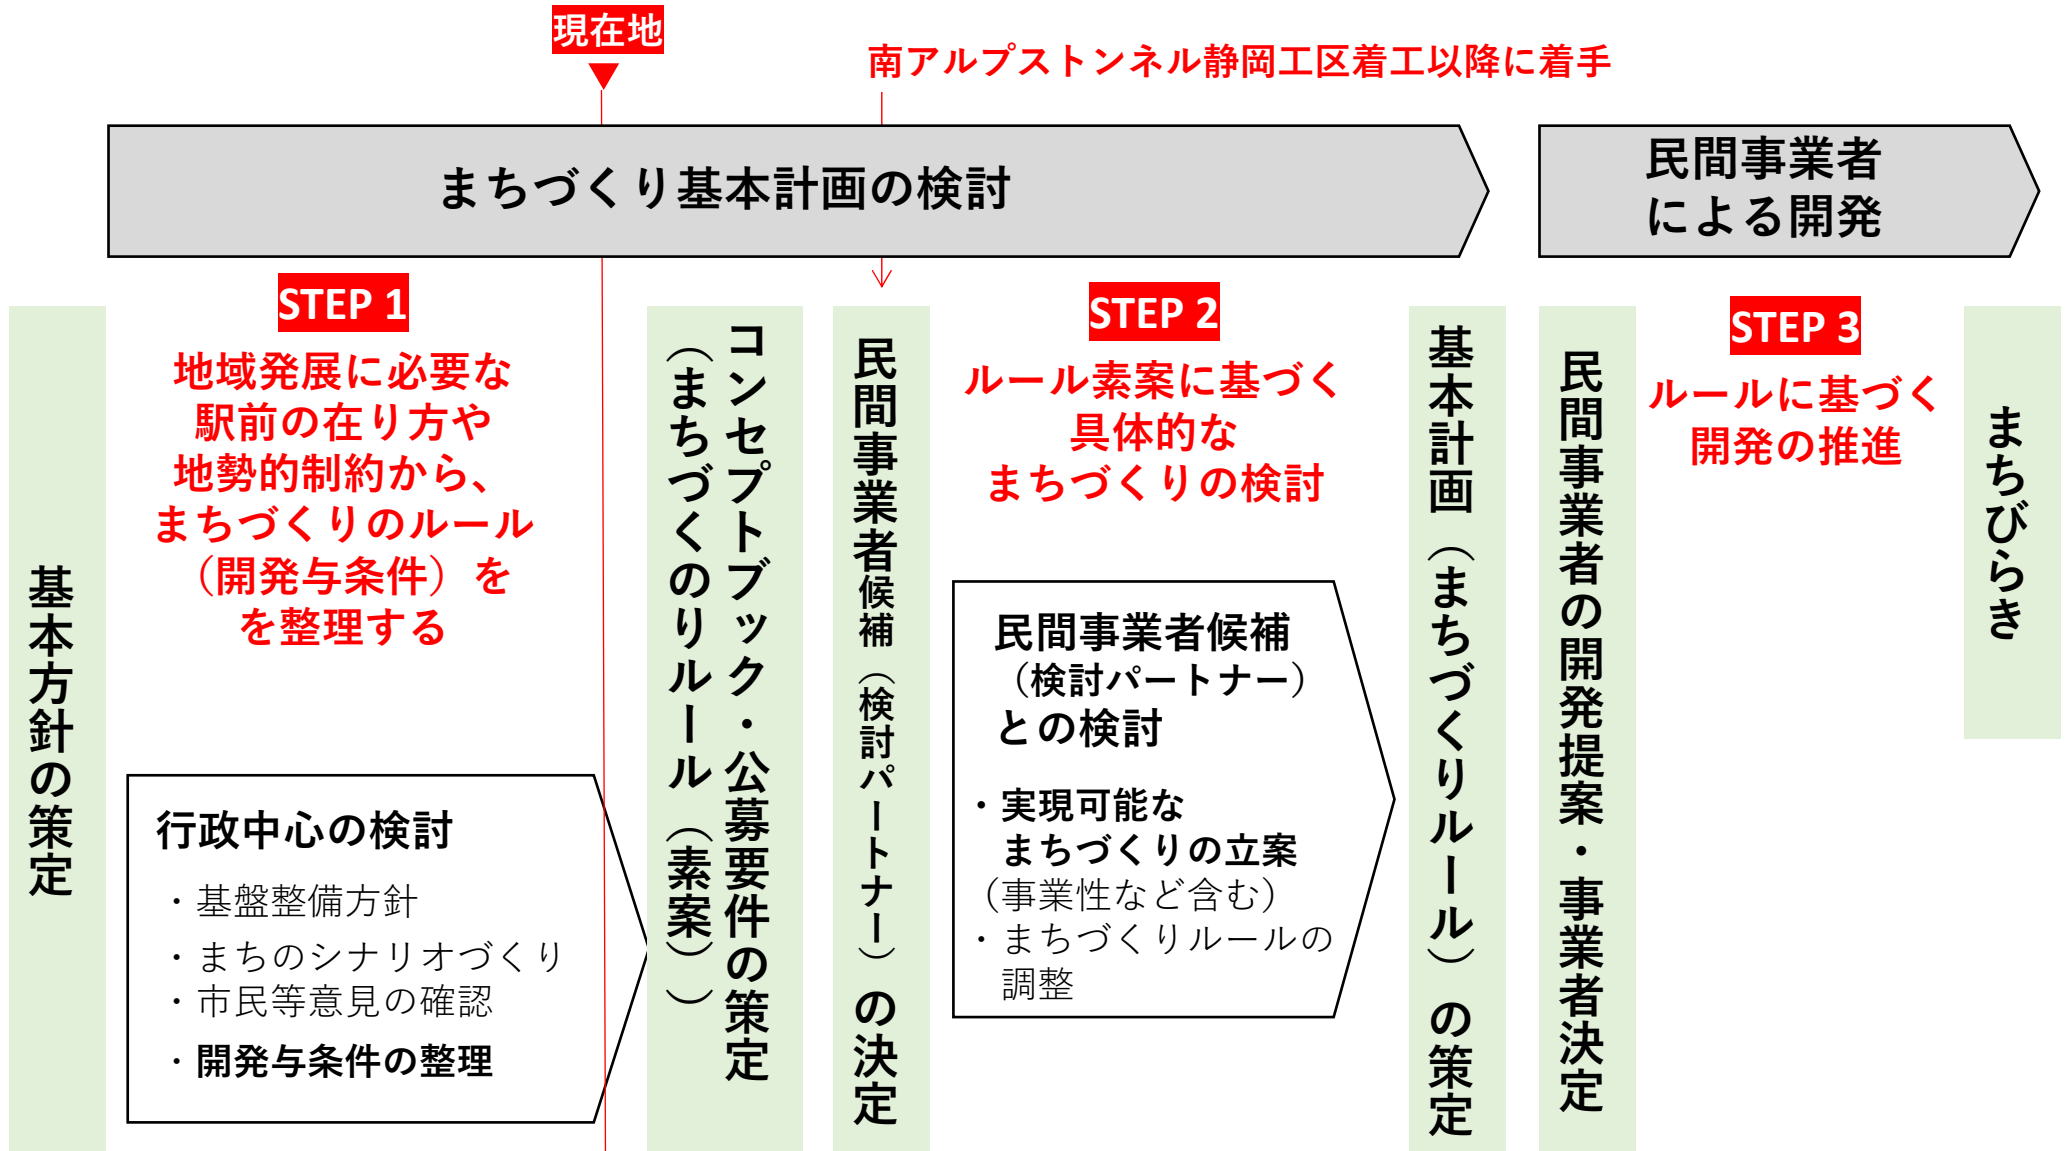 現在地
南アルプストンネル静岡工区着工以降に着手
まちづくり基本計画の検討
民間事業者
による開発
基本方針の策定
STEP 1
地域発展に必要な
駅前の在り方や
地勢的制約から、
まちづくりのルール
（開発与条件）を
を整理する
行政中心の検討
・基盤整備方針
・まちのシナリオづくり
・市民等意見の確認
・開発与条件の整理
コンセプトブック・公募要件の策定
（まちづくのりルール（素案））
民間事業者候補（検討パートナー）の決定
STEP 2
ルール素案に基づく
具体的な
まちづくりの検討
民間事業者候補
（検討パートナー）
との検討
・実現可能な
まちづくりの立案
（事業性など含む）
・まちづくりルールの
調整
基本計画（まちづくりルール）の策定
民間事業者の開発提案・事業者決定
STEP 3
ルールに基づく
開発の推進
まちびらき